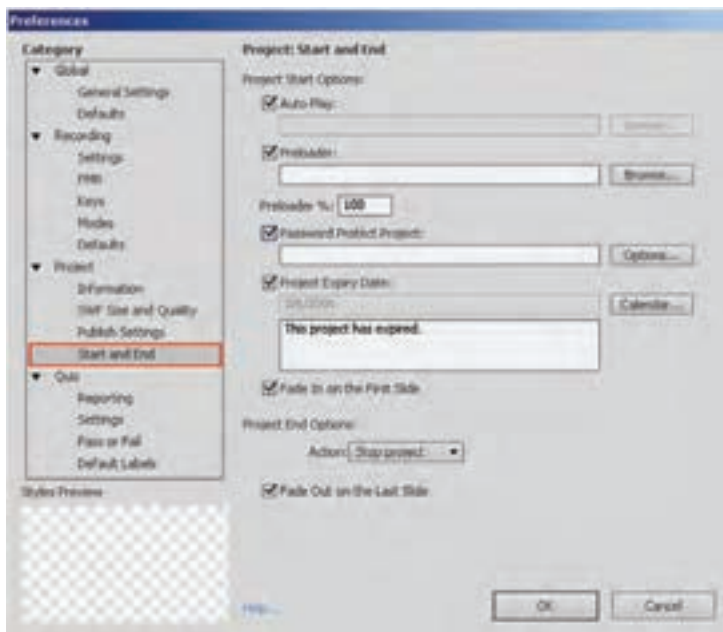 Preferences
Category
Global
General Settings
Defaults
Recording
Settings
Keys
Modes
Defaults
Project
Information
SWF Size and Quality
Publish Settings
Start and End
Quiz
Reporting
Settings
Pass or Fail
Default Labels
Styles Preview
Project: Start and End
Project Start Options:
Auto Play:
Preloader:
Browse...
Preloader %: 100
Password Protect Project:
Options...
Project Expiry Date:
Calendar...
This project has expired.
Fade In on the First Slide
Project End Options:
Action: Stop project
Fade Out on the Last Slide
Help...
OK
Cancel